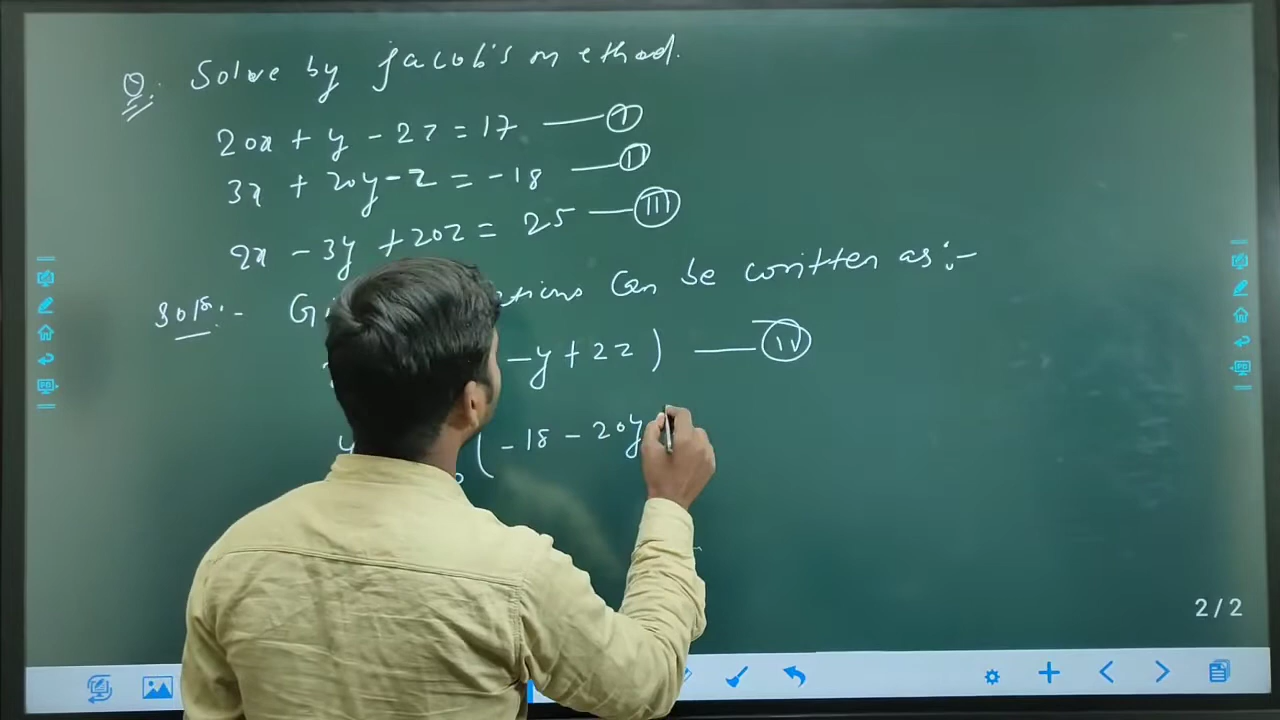 Q. Solve by Jacob's method.
20x + y - 2z = 17 — I
3x + 20y - z = -18 — II
2x - 3y + 20z = 25 — III
Solⁿ:- can be written as:-
-y + 2z ) — IV
y ( -18 - 20y
2/2